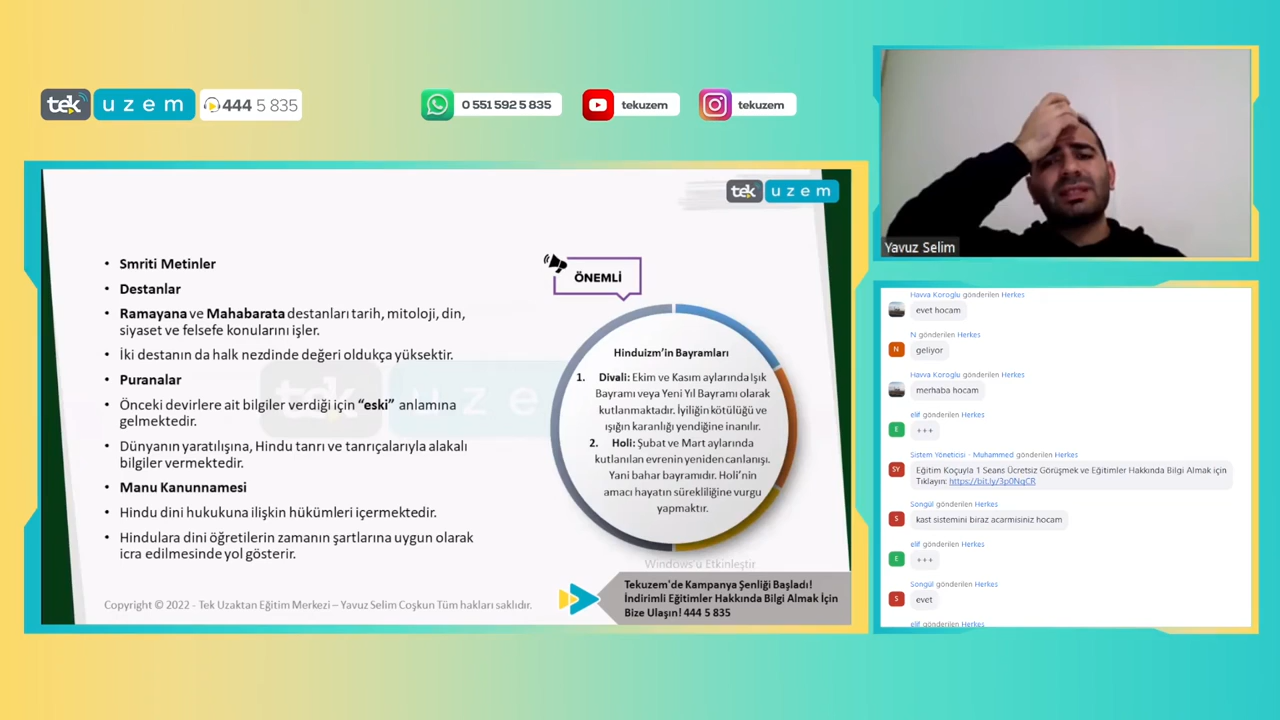 tek uzem 444 5 835
0 551 592 5 835
tekuzem
tekuzem
tek uzem
• Smriti Metinler
• Destanlar
• Ramayana ve Mahabarata destanları tarih, mitoloji, din,
siyaset ve felsefe konularını işler.
• İki destanın da halk nezdinde değeri oldukça yüksektir.
• Puranalar
• Önceki devirlere ait bilgiler verdiği için “eski” anlamına
gelmektedir.
• Dünyanın yaratılışına, Hindu tanrı ve tanrıçalarıyla alakalı
bilgiler vermektedir.
• Manu Kanunnamesi
• Hindu dini hukukuna ilişkin hükümleri içermektedir.
• Hindulara dini öğretilerin zamanın şartlarına uygun olarak
icra edilmesinde yol gösterir.
ÖNEMLİ
Hinduizm’in Bayramları
1. Divali: Ekim ve Kasım aylarında Işık
Bayramı veya Yeni Yıl Bayramı olarak
kutlanmaktadır. İyiliğin kötülüğü ve
ışığın karanlığı yendiğine inanılır.
2. Holi: Şubat ve Mart aylarında
kutlanılan evrenin yeniden canlanışı.
Yani bahar bayramıdır. Holi’nin
amacı hayatın sürekliliğine vurgu
yapmaktır.
Windows'u Etkinleştir
Tekuzem'de Kampanya Şenliği Başladı!
İndirimli Eğitimler Hakkında Bilgi Almak İçin
Bize Ulaşın! 444 5 835
Copyright © 2022 - Tek Uzaktan Eğitim Merkezi – Yavuz Selim Coşkun Tüm hakları saklıdır.
Yavuz Selim
Havva Köroğlu gönderilen Herkes
evet hocam
N gönderilen Herkes
N
geliyor
Havva Köroğlu gönderilen Herkes
merhaba hocam
elif gönderilen Herkes
E
+++
Sistem Yöneticisi - Muhammed gönderilen Herkes
SY
Eğitim Koçuyla 1 Seans Ücretsiz Görüşmek ve Eğitimler Hakkında Bilgi Almak için
Tıklayın: https://bit.ly/3p0NqCR
Songül gönderilen Herkes
S
kast sistemini biraz acarmisiniz hocam
elif gönderilen Herkes
E
+++
Songül gönderilen Herkes
S
evet
elif gönderilen Herkes